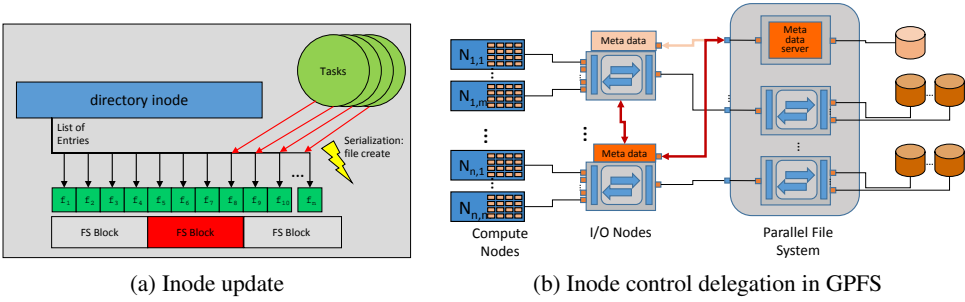 Tasks
directory inode
List of
Entries
Serialization:
file create
...
f1 f2 f3 f4 f5 f6 f7 f8 f9 f10 fn
FS Block FS Block FS Block
(a) Inode update
Meta data
Meta
data
server
N1,1
N1,m
Meta data
Nn,1
Nn,n
Compute
Nodes
I/O Nodes
Parallel File
System
(b) Inode control delegation in GPFS